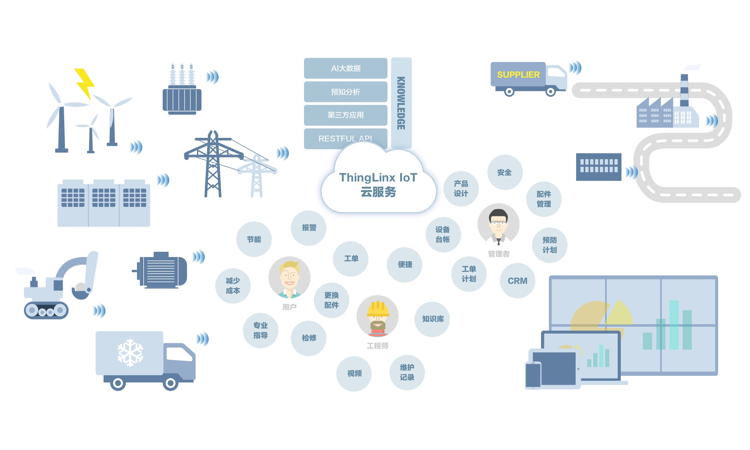 AI大数据
预知分析
第三方应用
RESTFUL API
KNOWLEDGE
ThingLinx IoT
云服务
SUPPLIER
节能
报警
减少
成本
专业
指导
检修
更换
配件
工单
用户
便捷
知识库
维护
记录
视频
工程师
产品
设计
安全
配件
管理
设备
台帐
预防
计划
工单
计划
CRM
管理者